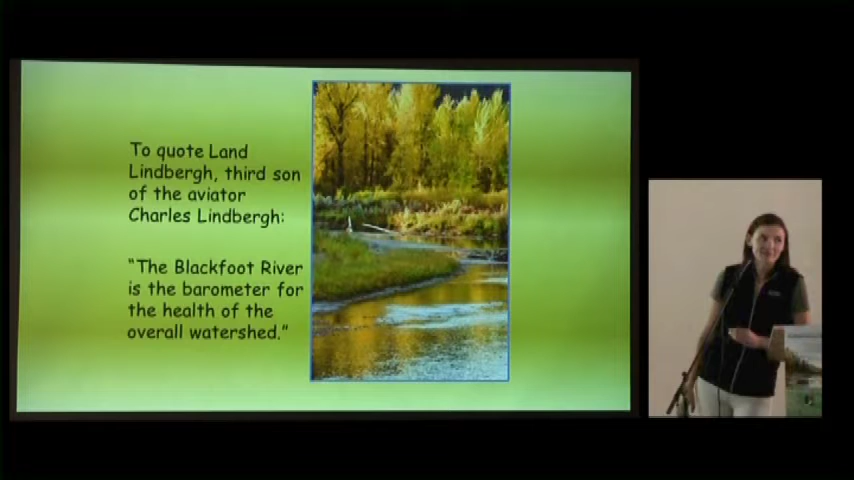 To quote Land
Lindbergh, third son
of the aviator
Charles Lindbergh:
“The Blackfoot River
is the barometer for
the health of the
overall watershed.”